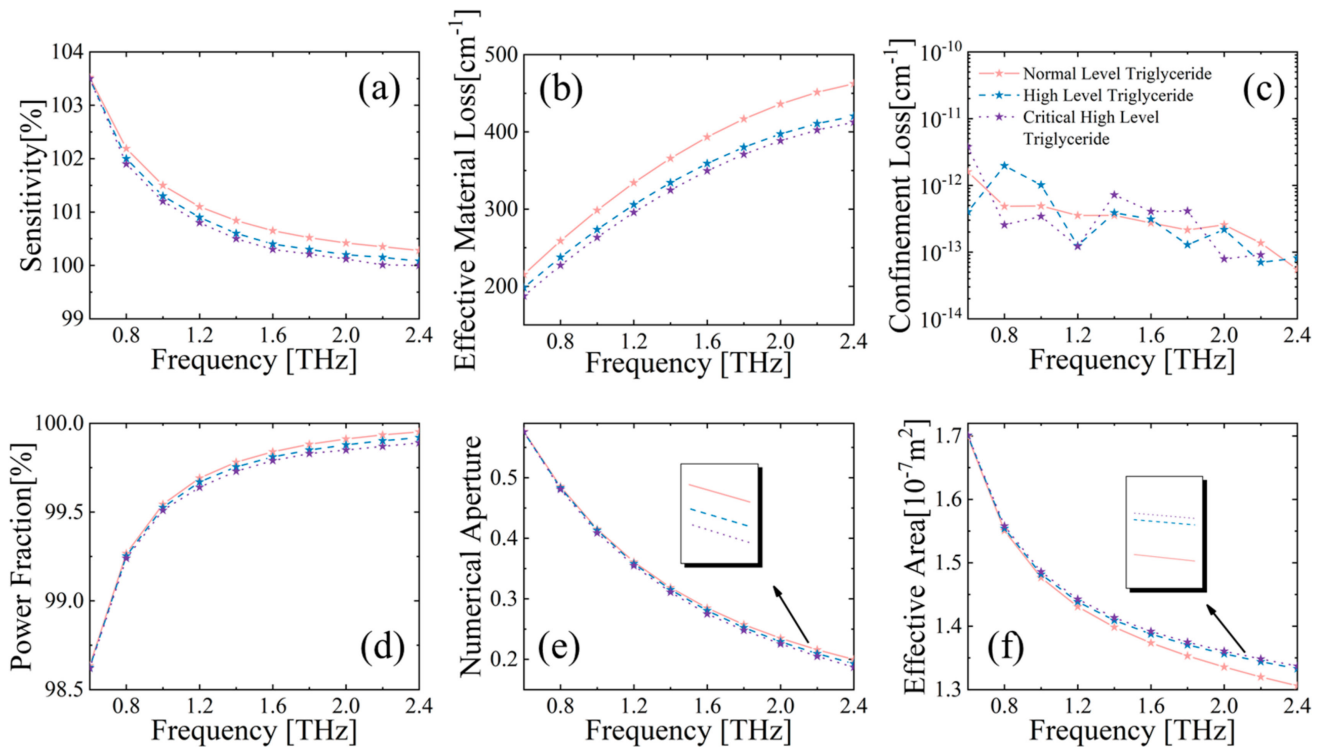 104
103
102
101
100
99
Sensitivity[%]
(a)
0.8 1.2 1.6 2.0 2.4
Frequency [THz]
500
400
300
200
Effective Material Loss[cm⁻¹]
(b)
0.8 1.2 1.6 2.0 2.4
Frequency [THz]
10⁻¹⁰
10⁻¹¹
10⁻¹²
10⁻¹³
10⁻¹⁴
Confinement Loss[cm⁻¹]
Normal Level Triglyceride
High Level Triglyceride
Critical High Level
Triglyceride
(c)
0.8 1.2 1.6 2.0 2.4
Frequency [THz]
100.0
99.5
99.0
98.5
Power Fraction[%]
(d)
0.8 1.2 1.6 2.0 2.4
Frequency [THz]
0.5
0.4
0.3
0.2
Numerical Aperture
(e)
0.8 1.2 1.6 2.0 2.4
Frequency [THz]
1.7
1.6
1.5
1.4
1.3
Effective Area[10⁻⁷m²]
(f)
0.8 1.2 1.6 2.0 2.4
Frequency [THz]